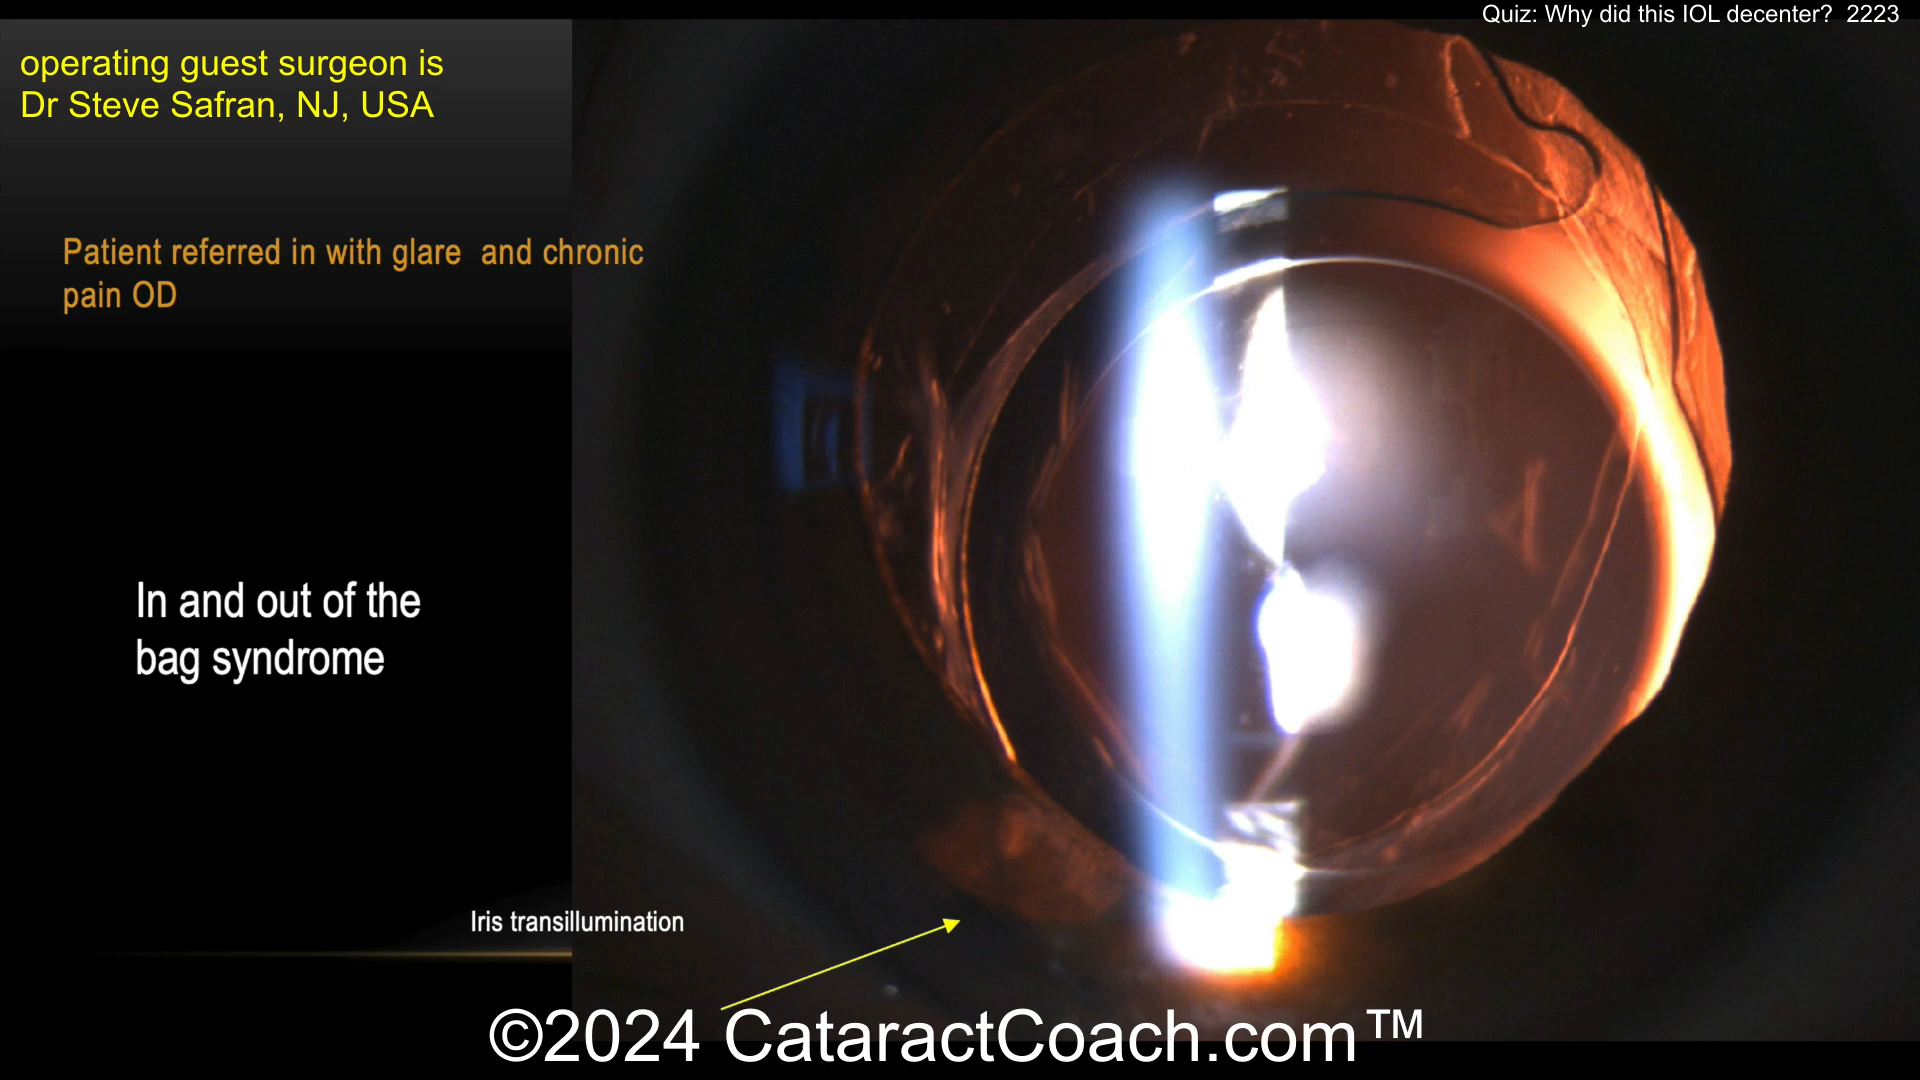 Quiz: Why did this IOL decenter?  2223
operating guest surgeon is
Dr Steve Safran, NJ, USA
Patient referred in with glare  and chronic
pain OD
In and out of the
bag syndrome
Iris transillumination
©2024 CataractCoach.com™